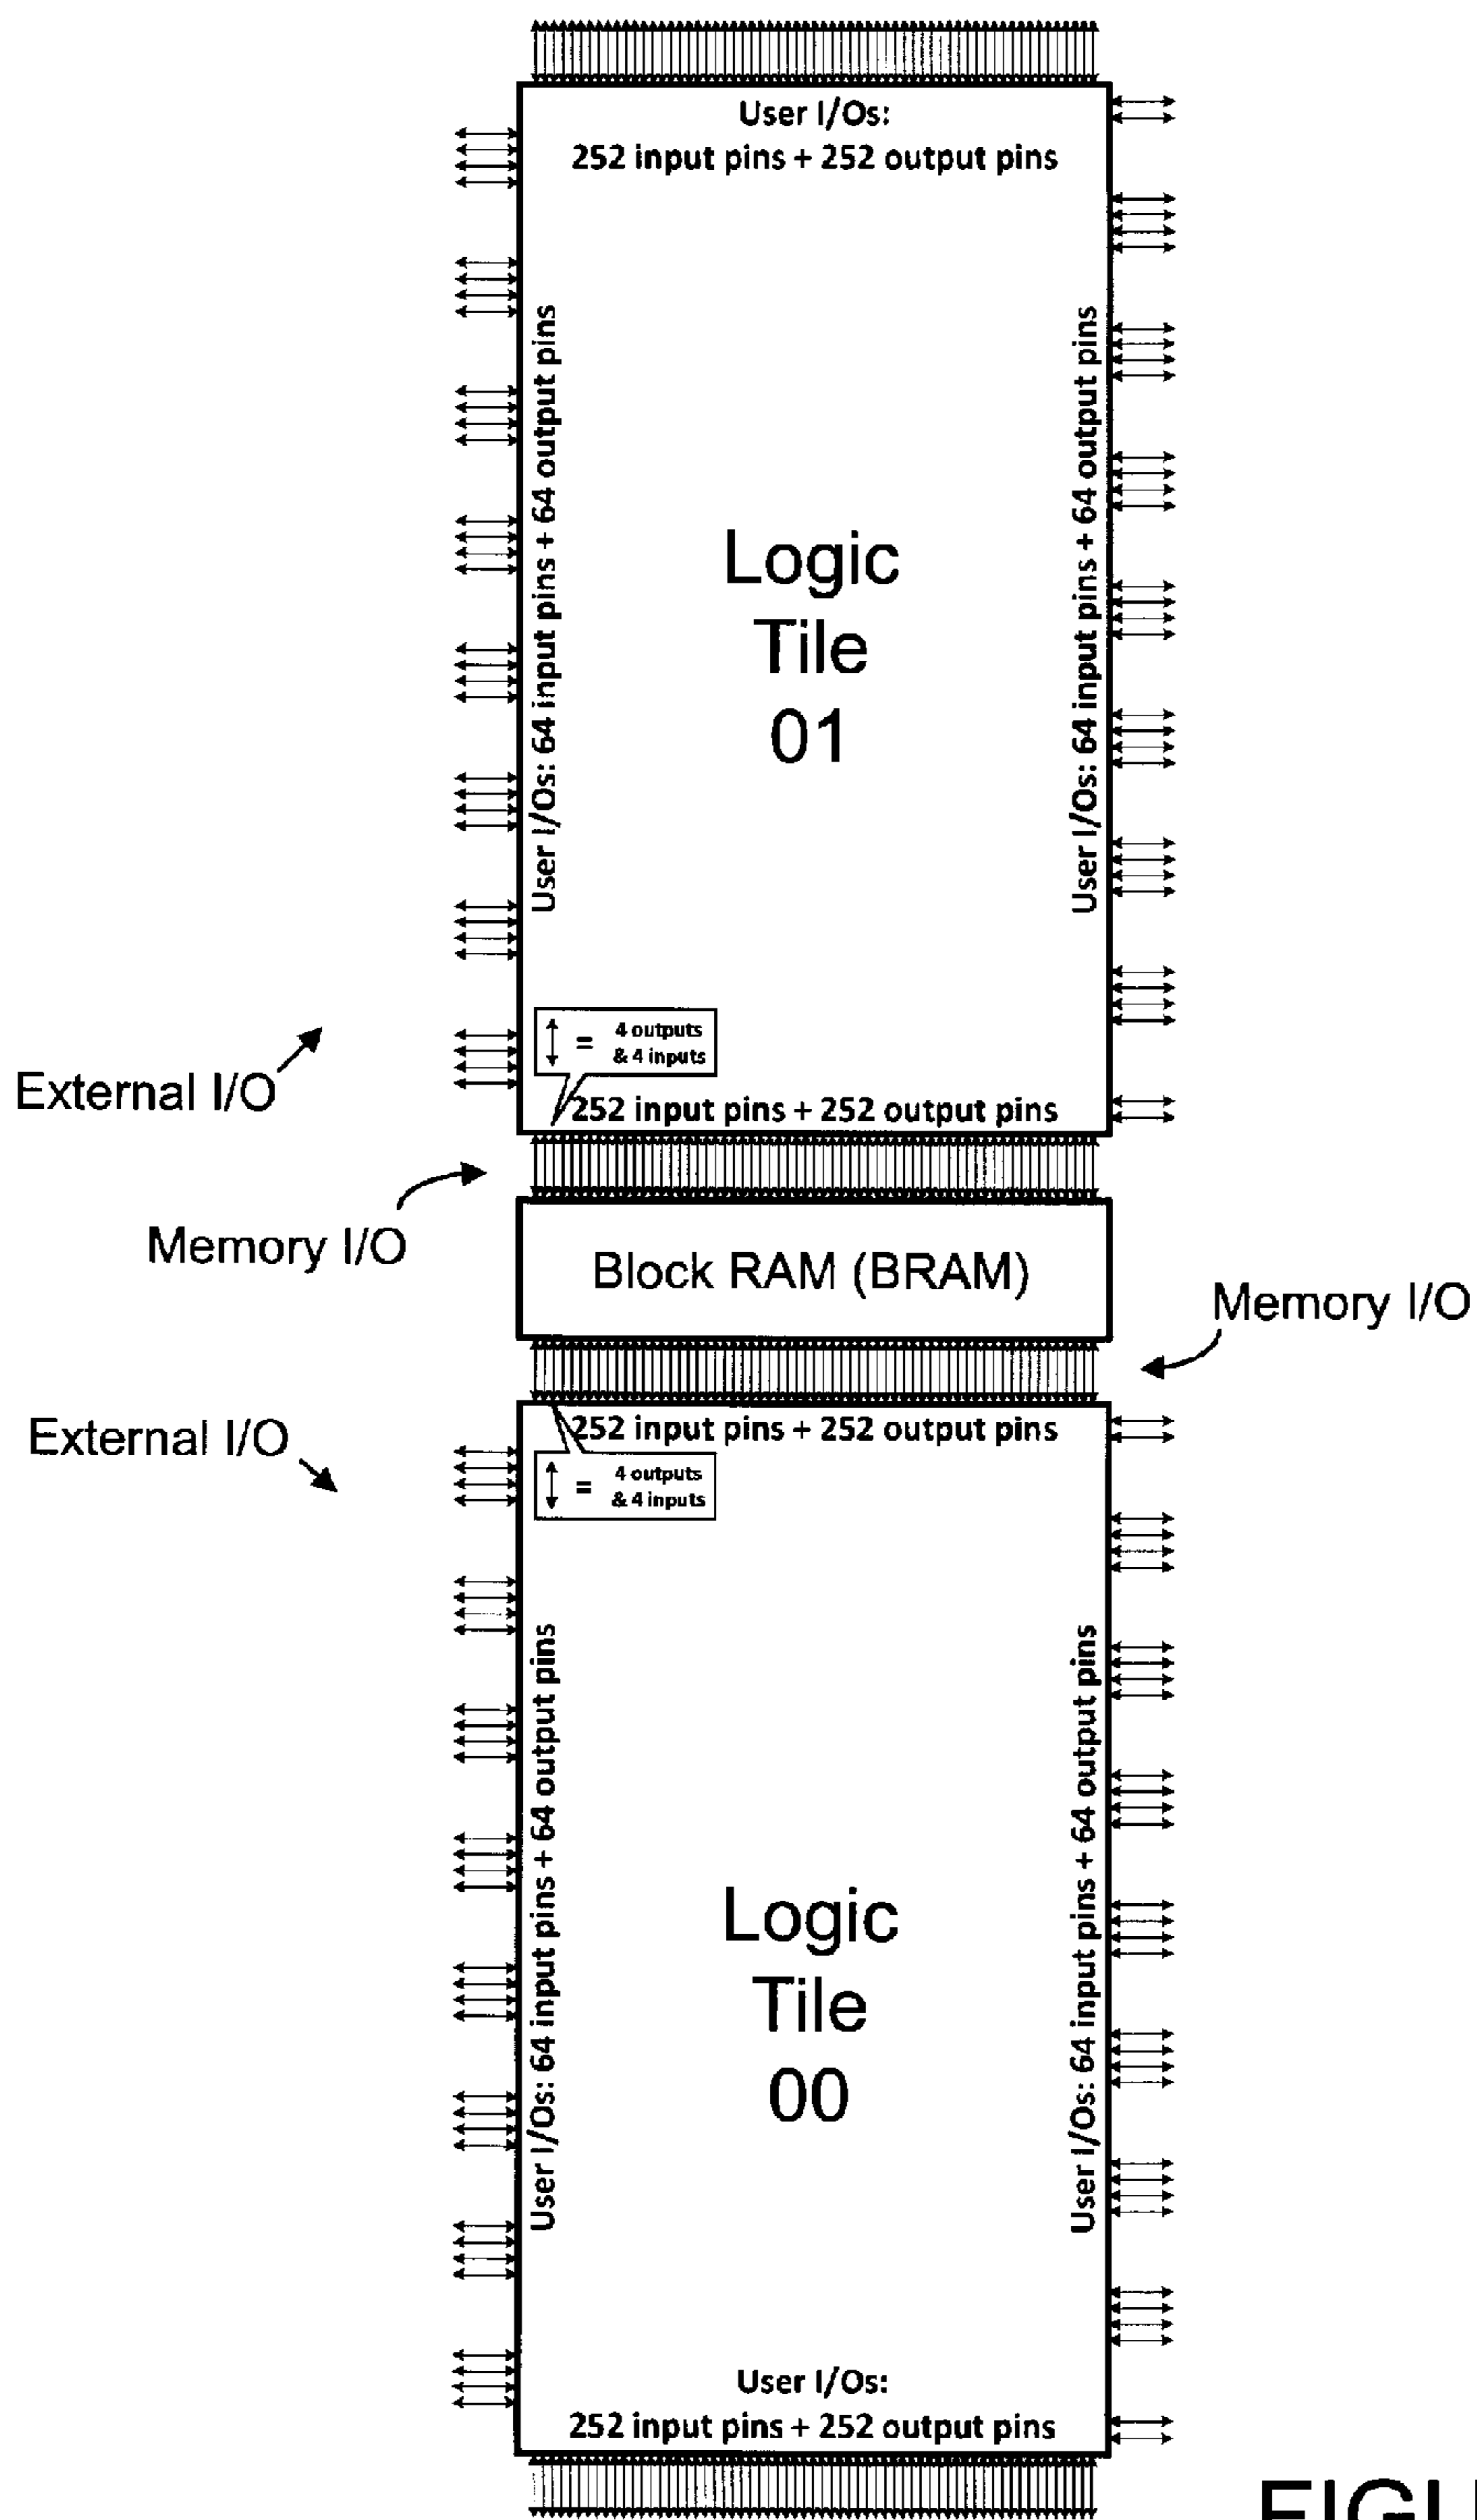 User I/Os:
252 input pins + 252 output pins
User I/Os: 64 input pins + 64 output pins
User I/Os: 64 input pins + 64 output pins
Logic
Tile
01
= 4 outputs
& 4 inputs
252 input pins + 252 output pins
External I/O
Memory I/O
Block RAM (BRAM)
Memory I/O
External I/O
252 input pins + 252 output pins
= 4 outputs
& 4 inputs
User I/Os: 64 input pins + 64 output pins
User I/Os: 64 input pins + 64 output pins
Logic
Tile
00
User I/Os:
252 input pins + 252 output pins